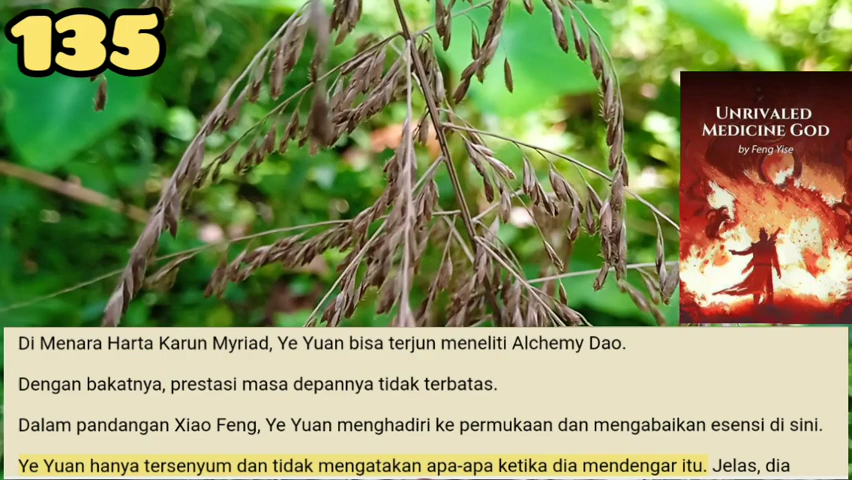 135
UNRIVALED
MEDICINE GOD
by Feng Yise
Di Menara Harta Karun Myriad, Ye Yuan bisa terjun meneliti Alchemy Dao.
Dengan bakatnya, prestasi masa depannya tidak terbatas.
Dalam pandangan Xiao Feng, Ye Yuan menghadiri ke permukaan dan mengabaikan esensi di sini.
Ye Yuan hanya tersenyum dan tidak mengatakan apa-apa ketika dia mendengar itu. Jelas, dia